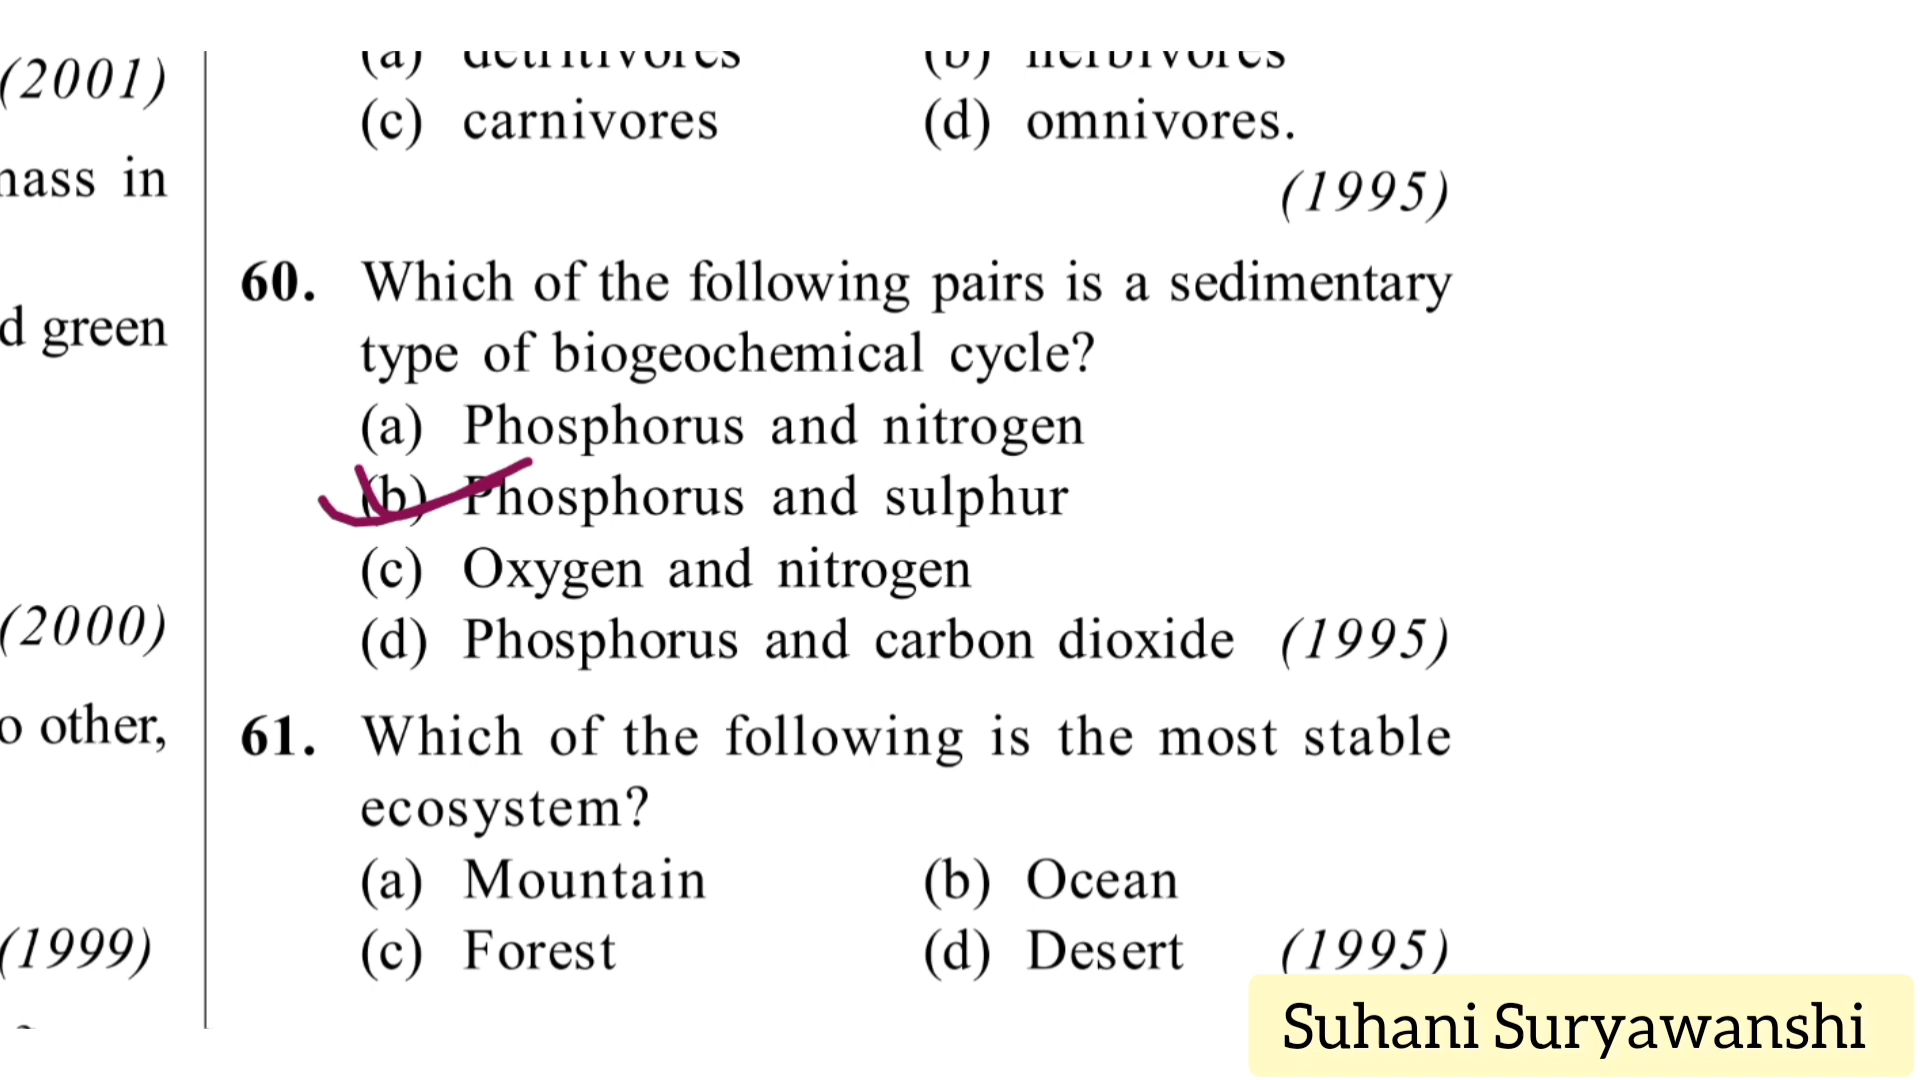 (2001)
in
d green
(2000)
o other,
(1999)
(a) detritivores (b) herbivores
(c) carnivores (d) omnivores.
(1995)
60. Which of the following pairs is a sedimentary
type of biogeochemical cycle?
(a) Phosphorus and nitrogen
(b) Phosphorus and sulphur
(c) Oxygen and nitrogen
(d) Phosphorus and carbon dioxide (1995)
61. Which of the following is the most stable
ecosystem?
(a) Mountain (b) Ocean
(c) Forest (d) Desert (1995)
Suhani Suryawanshi